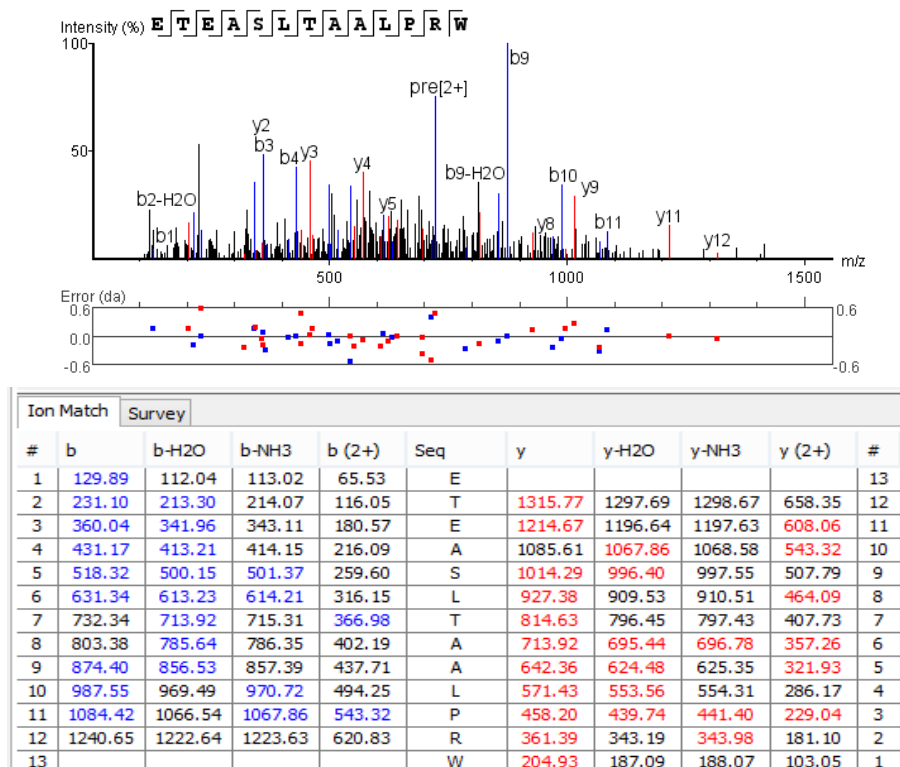 Intensity (%) E T E A S L T A A L P R W
100
b9
pre[2+]
y2
50
b3
b4
y3
y4
b9-H2O
b10
y9
b2-H2O
y5
b1
y8
b11
y11
y12
500
1000
1500
m/z
Error (da)
0.6
0.6
0.0
0.0
-0.6
-0.6
Ion Match Survey
# b b-H2O b-NH3 b (2+) Seq y y-H2O y-NH3 y (2+) #
1 129.89 112.04 113.02 65.53 E 13
2 231.10 213.30 214.07 116.05 T 1315.77 1297.69 1298.67 658.35 12
3 360.04 341.96 343.11 180.57 E 1214.67 1196.64 1197.63 608.06 11
4 431.17 413.21 414.15 216.09 A 1085.61 1067.86 1068.58 543.32 10
5 518.32 500.15 501.37 259.60 S 1014.29 996.40 997.55 507.79 9
6 631.34 613.23 614.21 316.15 L 927.38 909.53 910.51 464.09 8
7 732.34 713.92 715.31 366.98 T 814.63 796.45 797.43 407.73 7
8 803.38 785.64 786.35 402.19 A 713.92 695.44 696.78 357.26 6
9 874.40 856.53 857.39 437.71 A 642.36 624.48 625.35 321.93 5
10 987.55 969.49 970.72 494.25 L 571.43 553.56 554.31 286.17 4
11 1084.42 1066.54 1067.86 543.32 P 458.20 439.74 441.40 229.04 3
12 1240.65 1222.64 1223.63 620.83 R 361.39 343.19 343.98 181.10 2
13 W 204.93 187.09 188.07 103.05 1